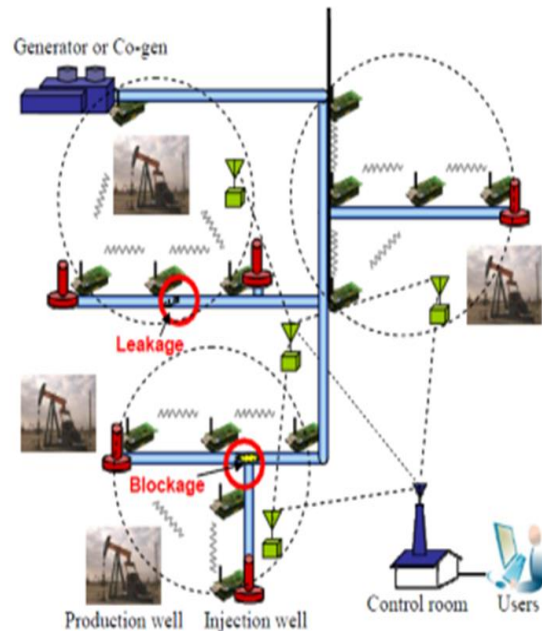 Generator or Co-gen
Leakage
Blockage
Production well
Injection well
Control room
Users